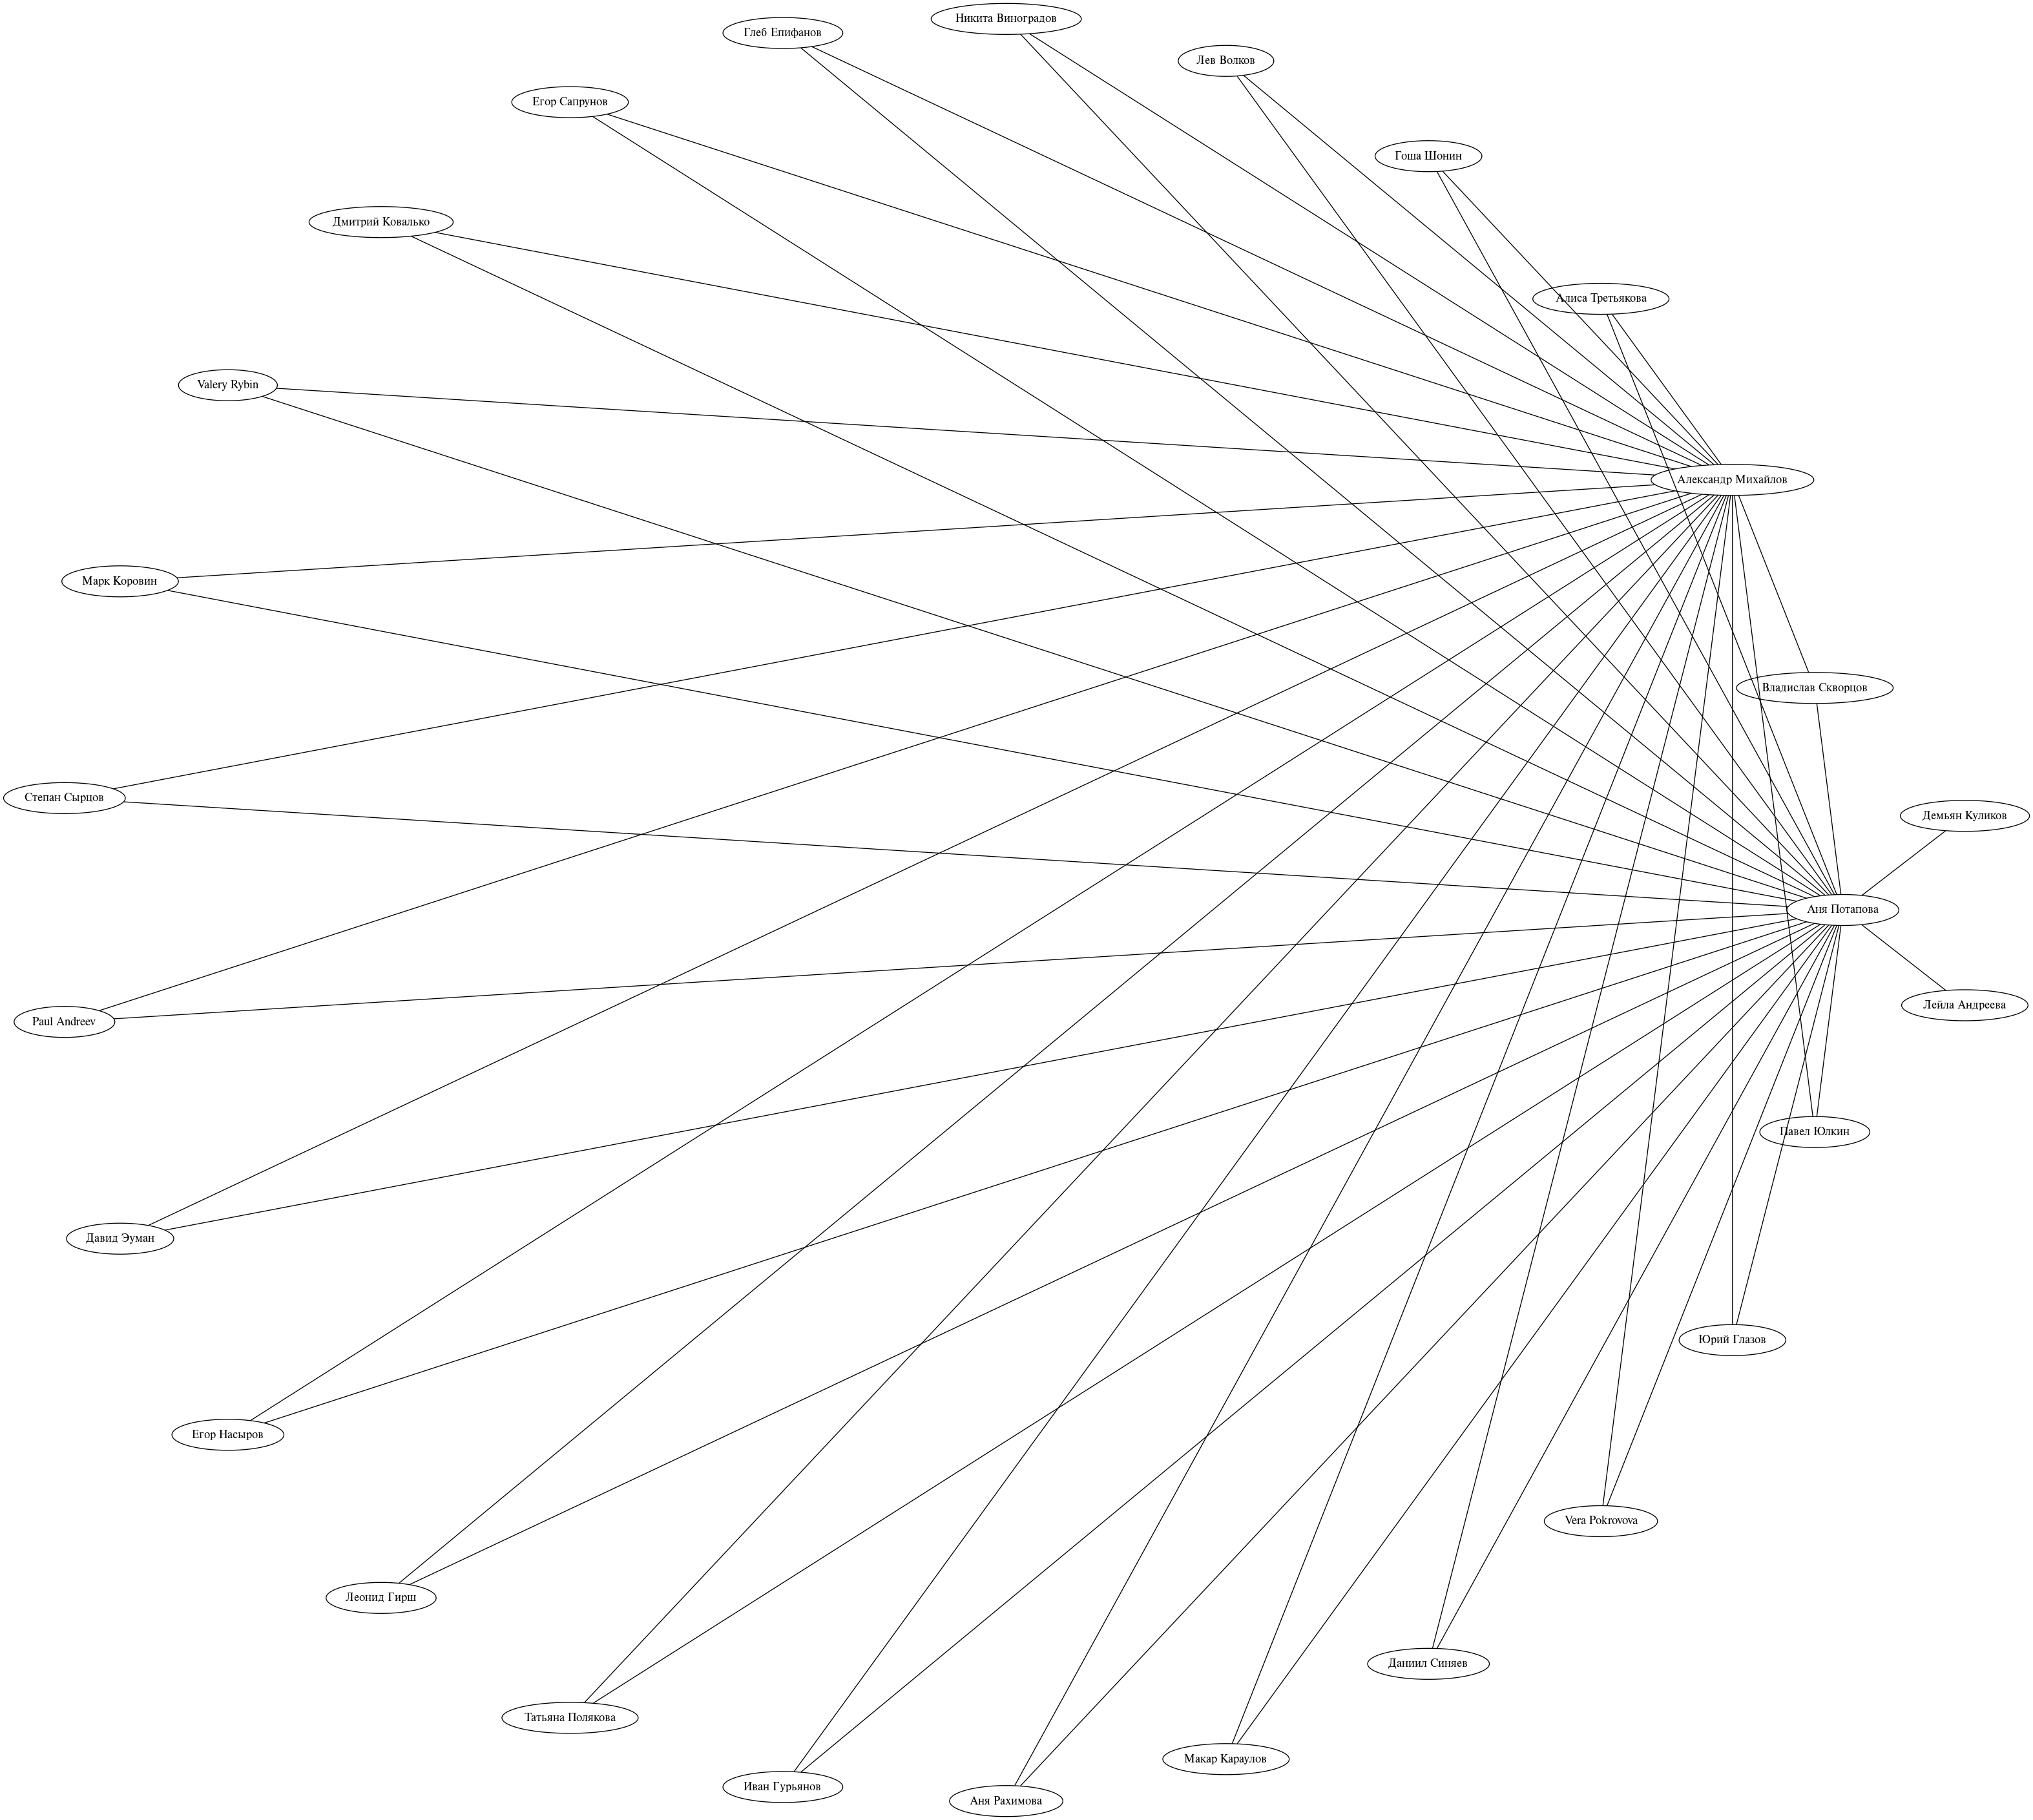 Никита Виноградов
Глеб Епифанов
Лев Волков
Егор Сапрунов
Гоша Шонин
Дмитрий Ковалько
Алиса Третьякова
Valery Rybin
Александр Михайлов
Марк Коровин
Владислав Скворцов
Степан Сырцов
Демьян Куликов
Аня Потапова
Лейла Андреева
Paul Andreev
Павел Юлкин
Давид Эуман
Юрий Глазов
Егор Насыров
Vera Pokrovova
Леонид Гирш
Даниил Синяев
Татьяна Полякова
Макар Караулов
Иван Гурьянов
Аня Рахимова